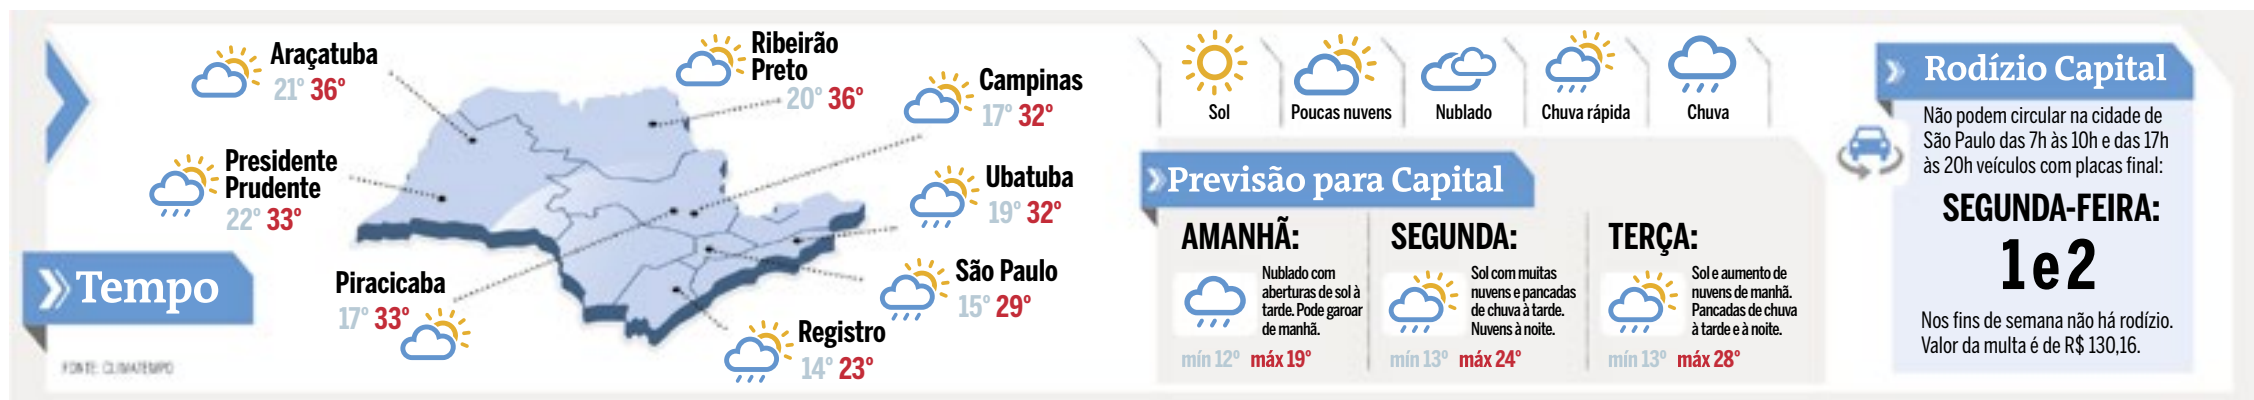 Tempo
FONTE: CLIMATEMPO
Araçatuba
21° 36°
Presidente
Prudente
22° 33°
Piracicaba
17° 33°
Ribeirão
Preto
20° 36°
Campinas
17° 32°
Ubatuba
19° 32°
São Paulo
15° 29°
Registro
14° 23°
Sol
Poucas nuvens
Nublado
Chuva rápida
Chuva
Previsão para Capital
AMANHÃ:
Nublado com
aberturas de sol à
tarde. Pode garoar
de manhã.
mín 12° máx 19°
SEGUNDA:
Sol com muitas
nuvens e pancadas
de chuva à tarde.
Nuvens à noite.
mín 13° máx 24°
TERÇA:
Sol e aumento de
nuvens de manhã.
Pancadas de chuva
à tarde e à noite.
mín 13° máx 28°
Rodízio Capital
Não podem circular na cidade de
São Paulo das 7h às 10h e das 17h
às 20h veículos com placas final:
SEGUNDA-FEIRA:
1 e 2
Nos fins de semana não há rodízio.
Valor da multa é de R$ 130,16.